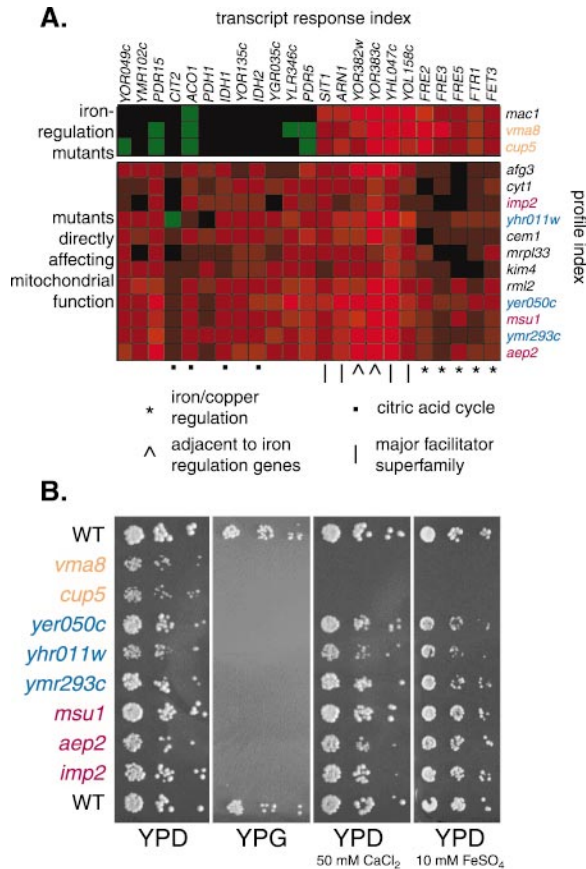 A.
transcript response index
YOR049c
YMR102c
PDR15
CIT2
ACO1
PDH1
IDH1
YOR135c
IDH2
YGR035c
YLR346c
PDR5
SIT1
ARN1
YOR382w
YOR383c
YHL047c
YOL158c
FRE2
FRE3
FRE5
FTR1
FET3
iron-
regulation
mutants
mac1
vma8
cup5
mutants
directly
affecting
mitochondrial
function
afg3
cyt1
imp2
yhr011w
cem1
mrpl33
kim4
rml2
yer050c
msu1
ymr293c
aep2
profile index
* iron/copper
regulation
▪ citric acid cycle
^ adjacent to iron
regulation genes
| major facilitator
superfamily
B.
WT
vma8
cup5
yer050c
yhr011w
ymr293c
msu1
aep2
imp2
WT
YPD YPG YPD YPD
50 mM CaCl₂ 10 mM FeSO₄